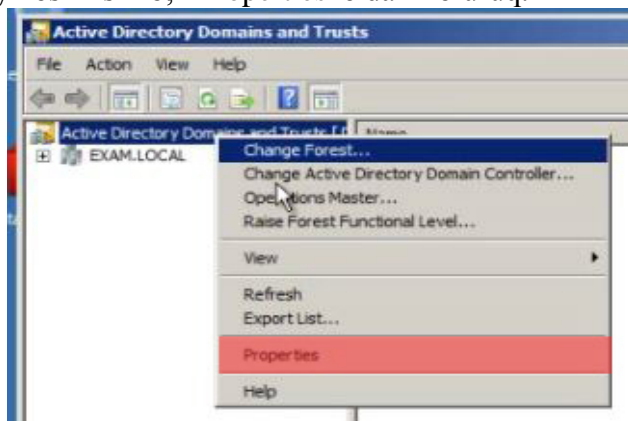 Active Directory Domains and Trusts
File Action View Help
Active Directory Domains and Trusts [
Name
EXAM.LOCAL
Change Forest...
Change Active Directory Domain Controller...
Operations Master...
Raise Forest Functional Level...
View
Refresh
Export List...
Properties
Help